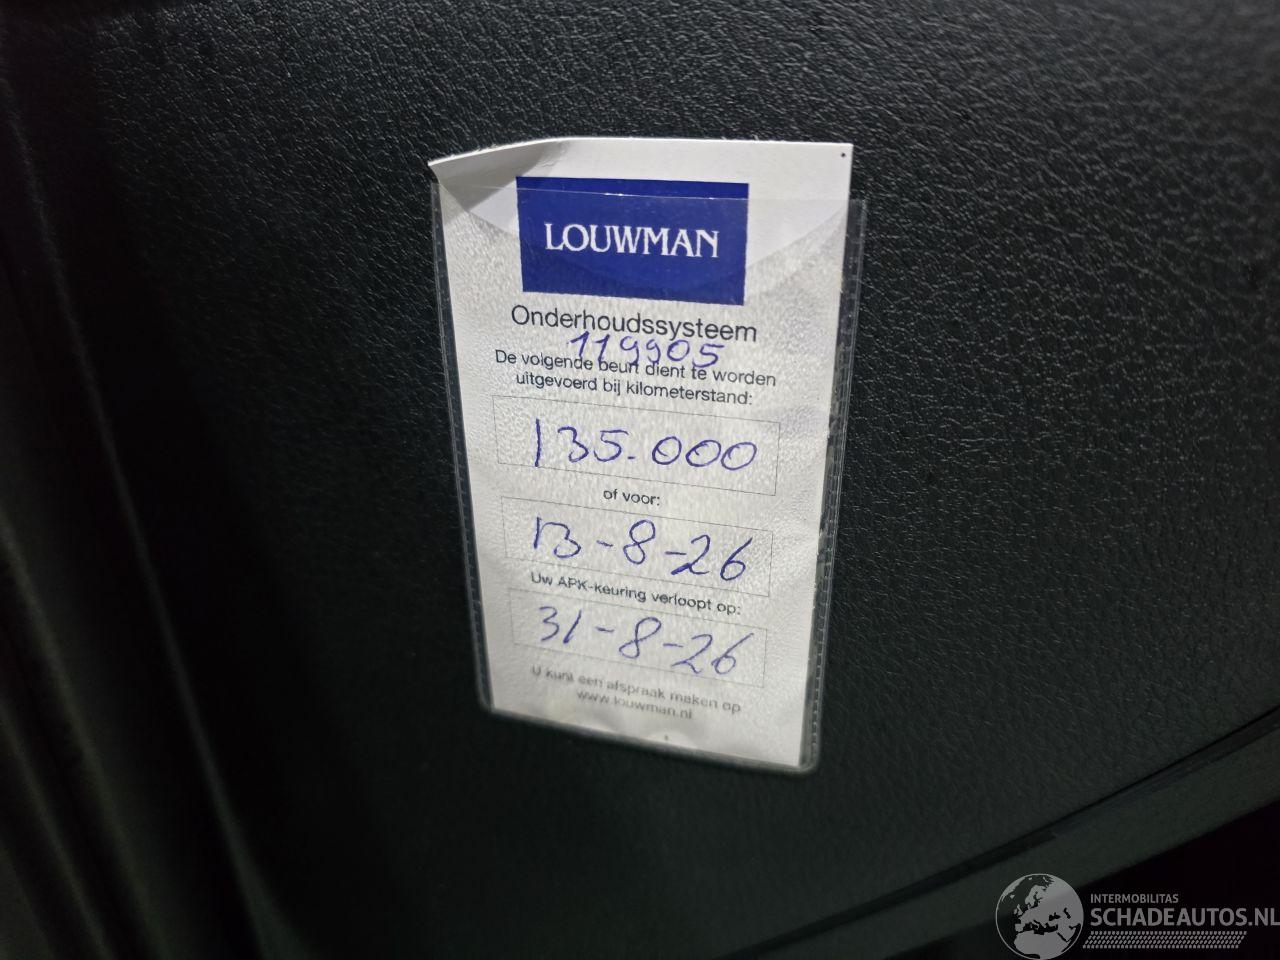 LOUWMAN
Onderhoudssysteem
119905
De volgende beurt dient te worden
uitgevoerd bij kilometerstand:
135.000
of voor:
13-8-26
Uw APK-keuring verloopt op:
31-8-26
U kunt een afspraak maken op
www.louwman.nl
INTERMOBILITAS
SCHADEAUTOS.NL